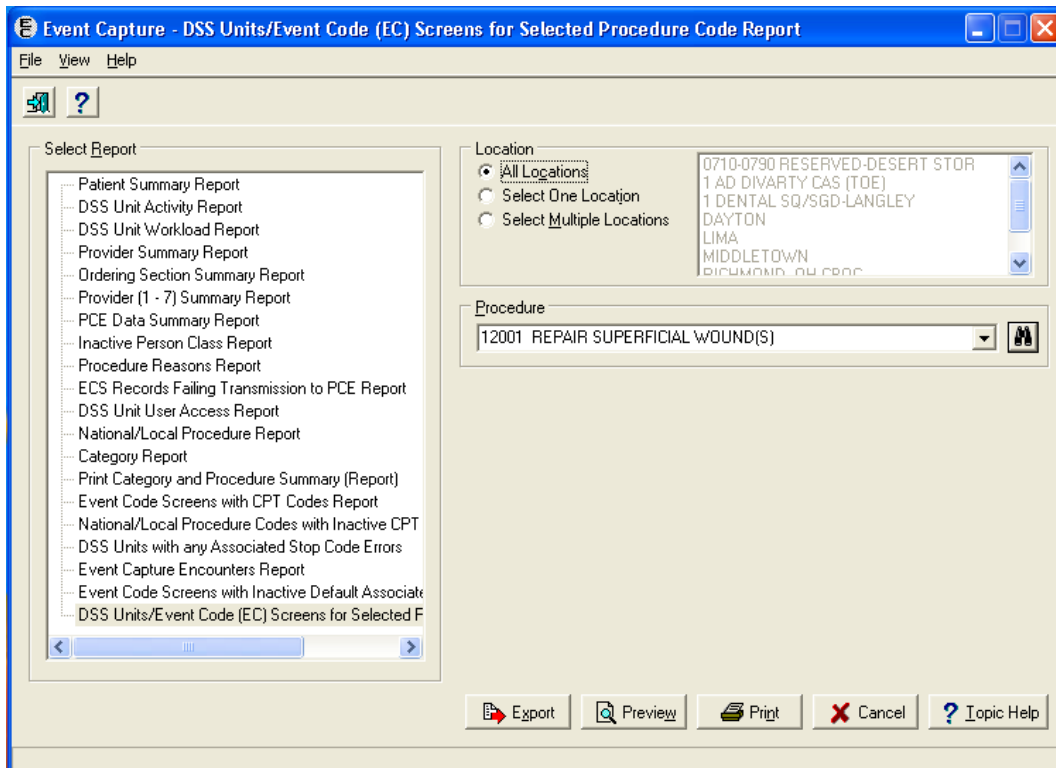 Event Capture - DSS Units/Event Code (EC) Screens for Selected Procedure Code Report
File View Help
Select Report
Patient Summary Report
DSS Unit Activity Report
DSS Unit Workload Report
Provider Summary Report
Ordering Section Summary Report
Provider (1 - 7) Summary Report
PCE Data Summary Report
Inactive Person Class Report
Procedure Reasons Report
ECS Records Failing Transmission to PCE Report
DSS Unit User Access Report
National/Local Procedure Report
Category Report
Print Category and Procedure Summary (Report)
Event Code Screens with CPT Codes Report
National/Local Procedure Codes with Inactive CPT
DSS Units with any Associated Stop Code Errors
Event Capture Encounters Report
Event Code Screens with Inactive Default Associate
DSS Units/Event Code (EC) Screens for Selected F
Location
All Locations
Select One Location
Select Multiple Locations
0710-0790 RESERVED-DESERT STOR
1 AD DIVARTY CAS (TOE)
1 DENTAL SQ/SGD-LANGLEY
DAYTON
LIMA
MIDDLETOWN
RICHMOND, OH CBOC
Procedure
12001 REPAIR SUPERFICIAL WOUND(S)
Export Preview Print Cancel ? Topic Help